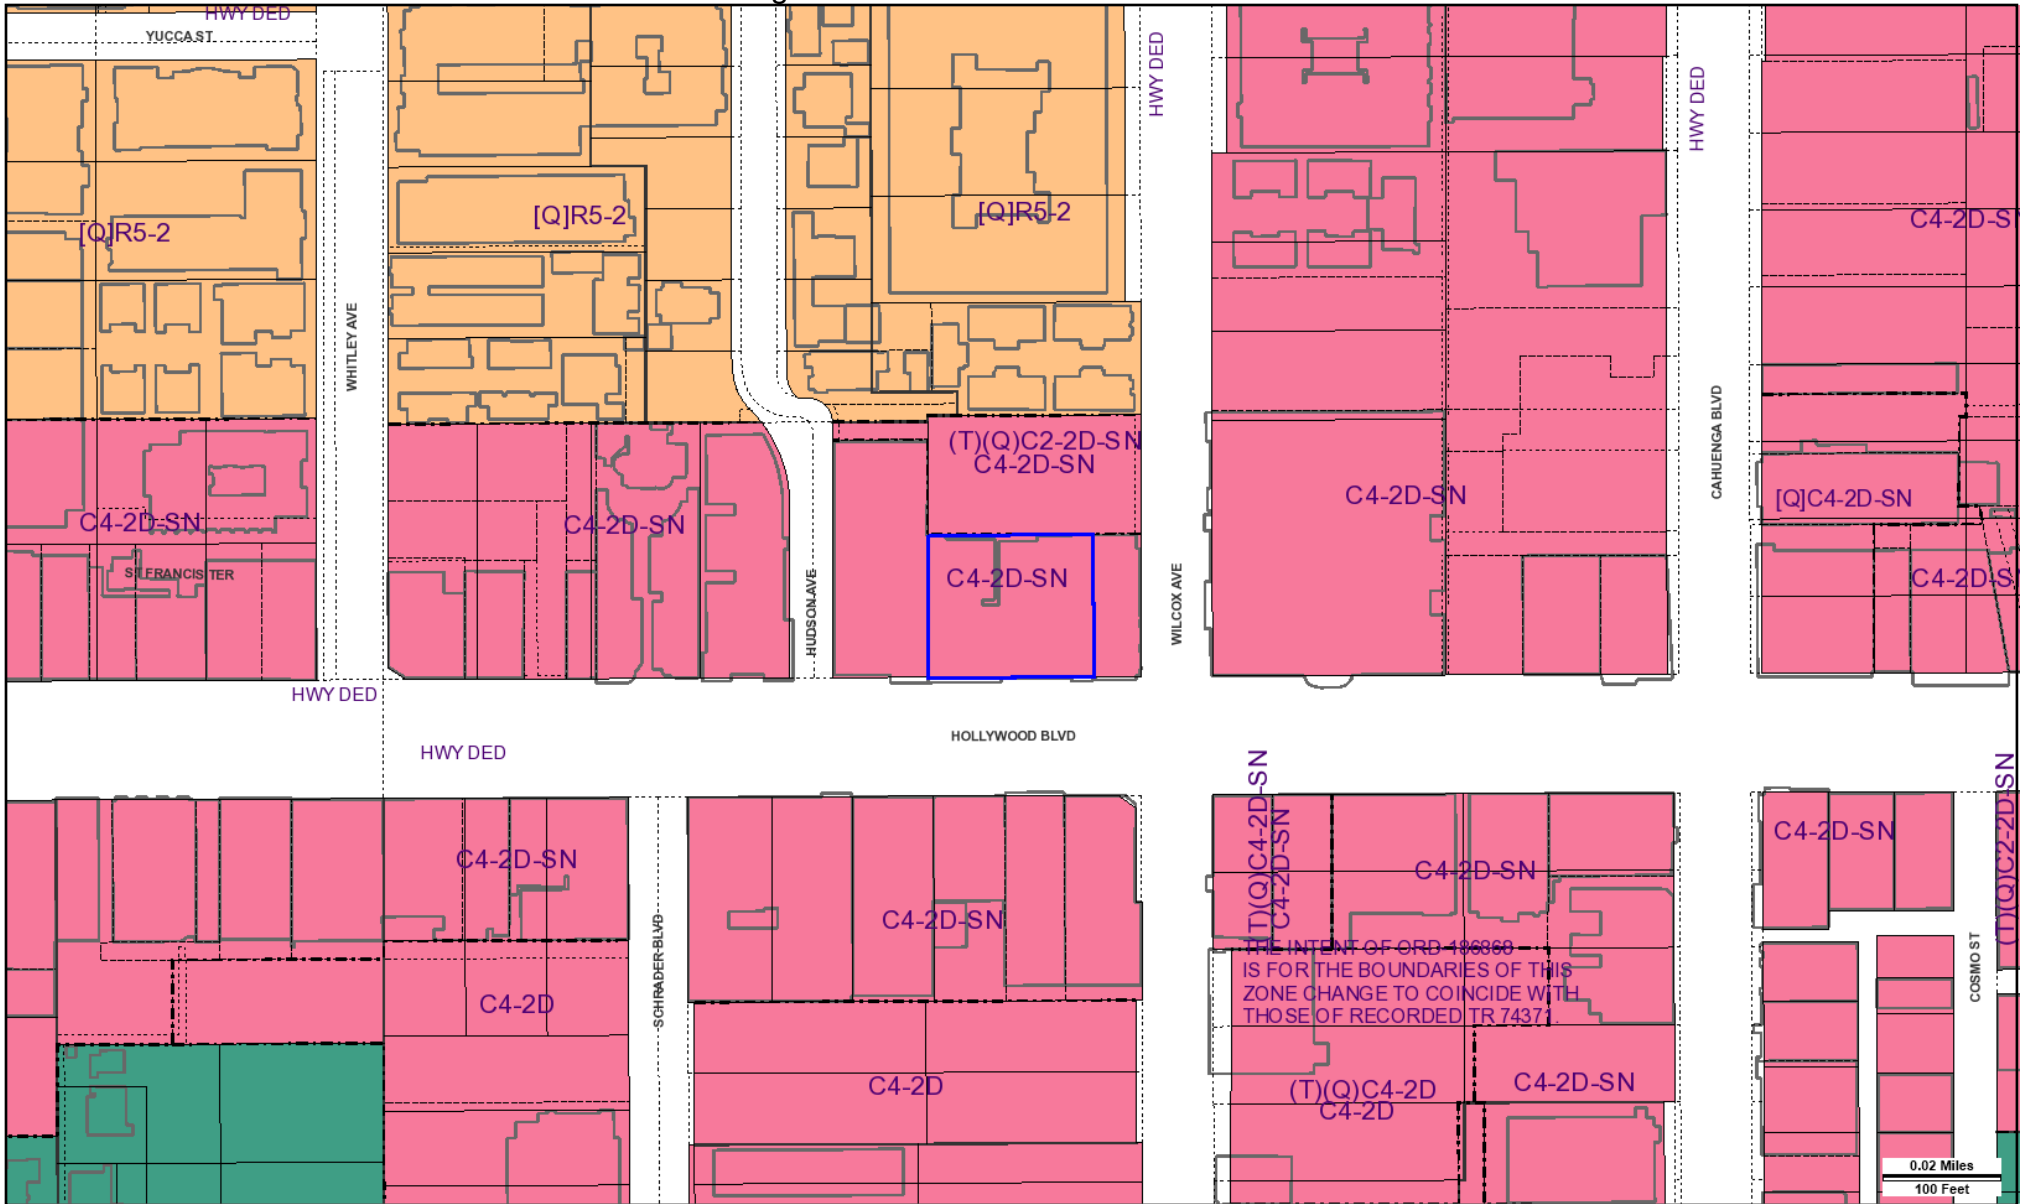 HWY DED
YUCCA ST
HWY DED
HWY DED
[Q]R5-2
[Q]R5-2
[Q]R5-2
C4-2D-S
WHITLEY AVE
CAHUENGA BLVD
(T)(Q)C2-2D-SN
C4-2D-SN
C4-2D-SN
[Q]C4-2D-SN
C4-2D-SN
C4-2D-SN
ST FRANCIS TER
HUDSON AVE
C4-2D-SN
WILCOX AVE
C4-2D-S
HWY DED
HOLLYWOOD BLVD
HWY DED
(T)(Q)C4-2D-SN
C4-2D-SN
(T)(Q)C2-2D-SN
C4-2D-SN
C4-2D-SN
C4-2D-SN
C4-2D-SN
SCHRADER BLVD
COSMO ST
THE INTENT OF ORD 186868
IS FOR THE BOUNDARIES OF THIS
ZONE CHANGE TO COINCIDE WITH
THOSE OF RECORDED TR 74371.
C4-2D
C4-2D
(T)(Q)C4-2D
C4-2D
C4-2D-SN
0.02 Miles
100 Feet